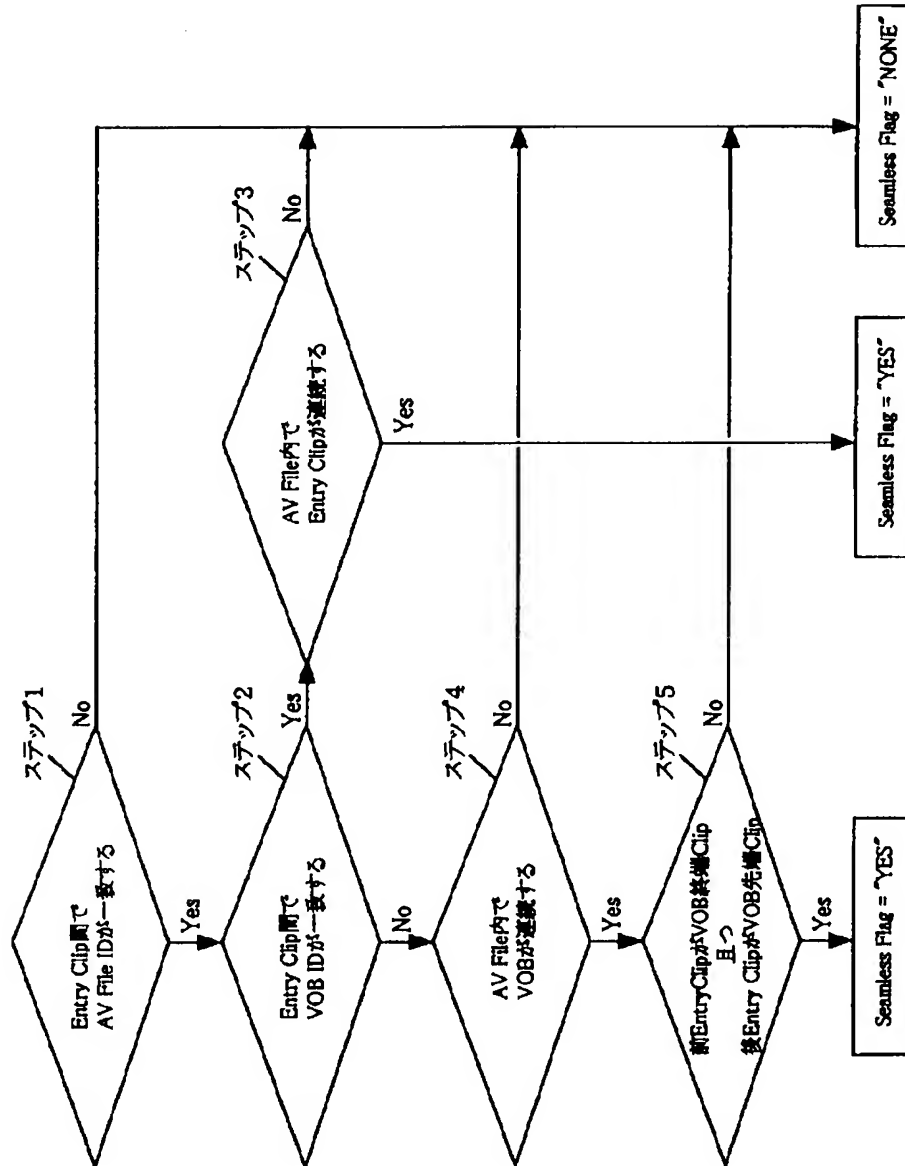 ステップ1
Entry Clip間で
AV File IDが一致する
No
Yes
ステップ2
Entry Clip間で
VOB IDが一致する
Yes
No
ステップ3
AV File内で
Entry Clipが連続する
No
Yes
ステップ4
AV File内で
VOBが連続する
No
Yes
ステップ5
前EntryClipがVOB終端Clip
且つ
後Entry ClipがVOB先端Clip
No
Yes
Seamless Flag = "YES"
Seamless Flag = "YES"
Seamless Flag = "NONE"